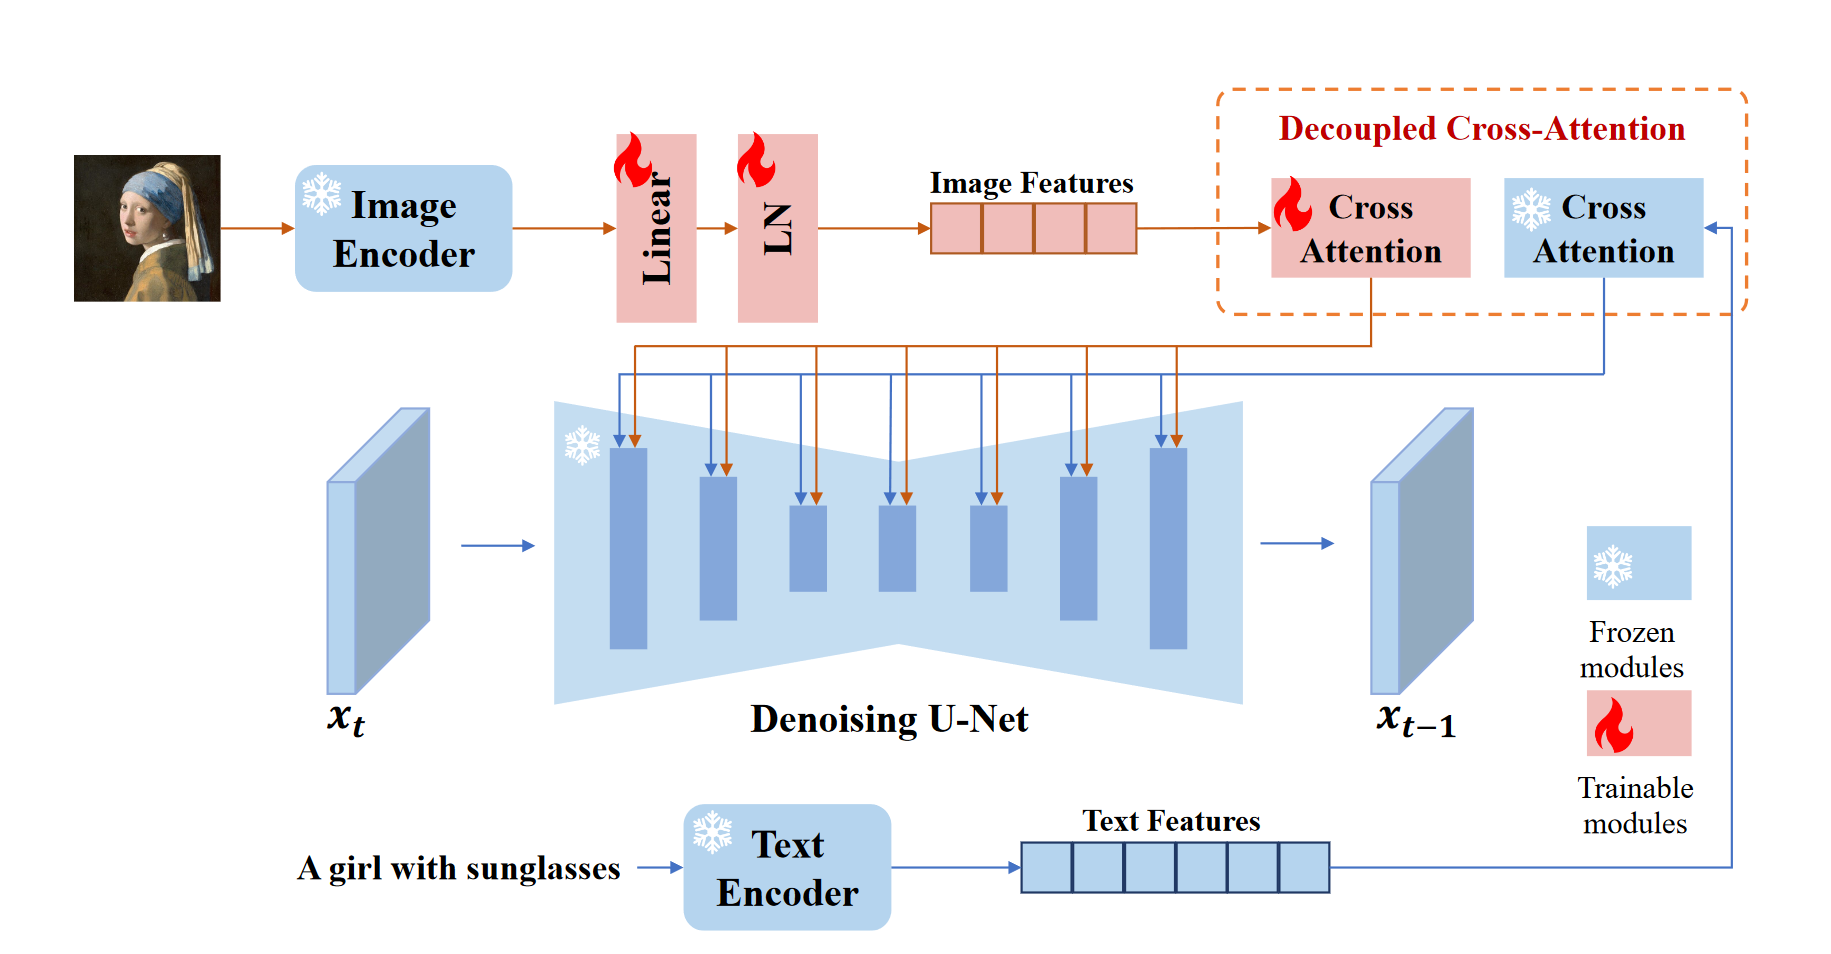 Decoupled Cross-Attention
Image
Encoder
Linear
LN
Image Features
Cross
Attention
Cross
Attention
x_t
Denoising U-Net
x_{t−1}
Frozen
modules
Trainable
modules
A girl with sunglasses
Text
Encoder
Text Features